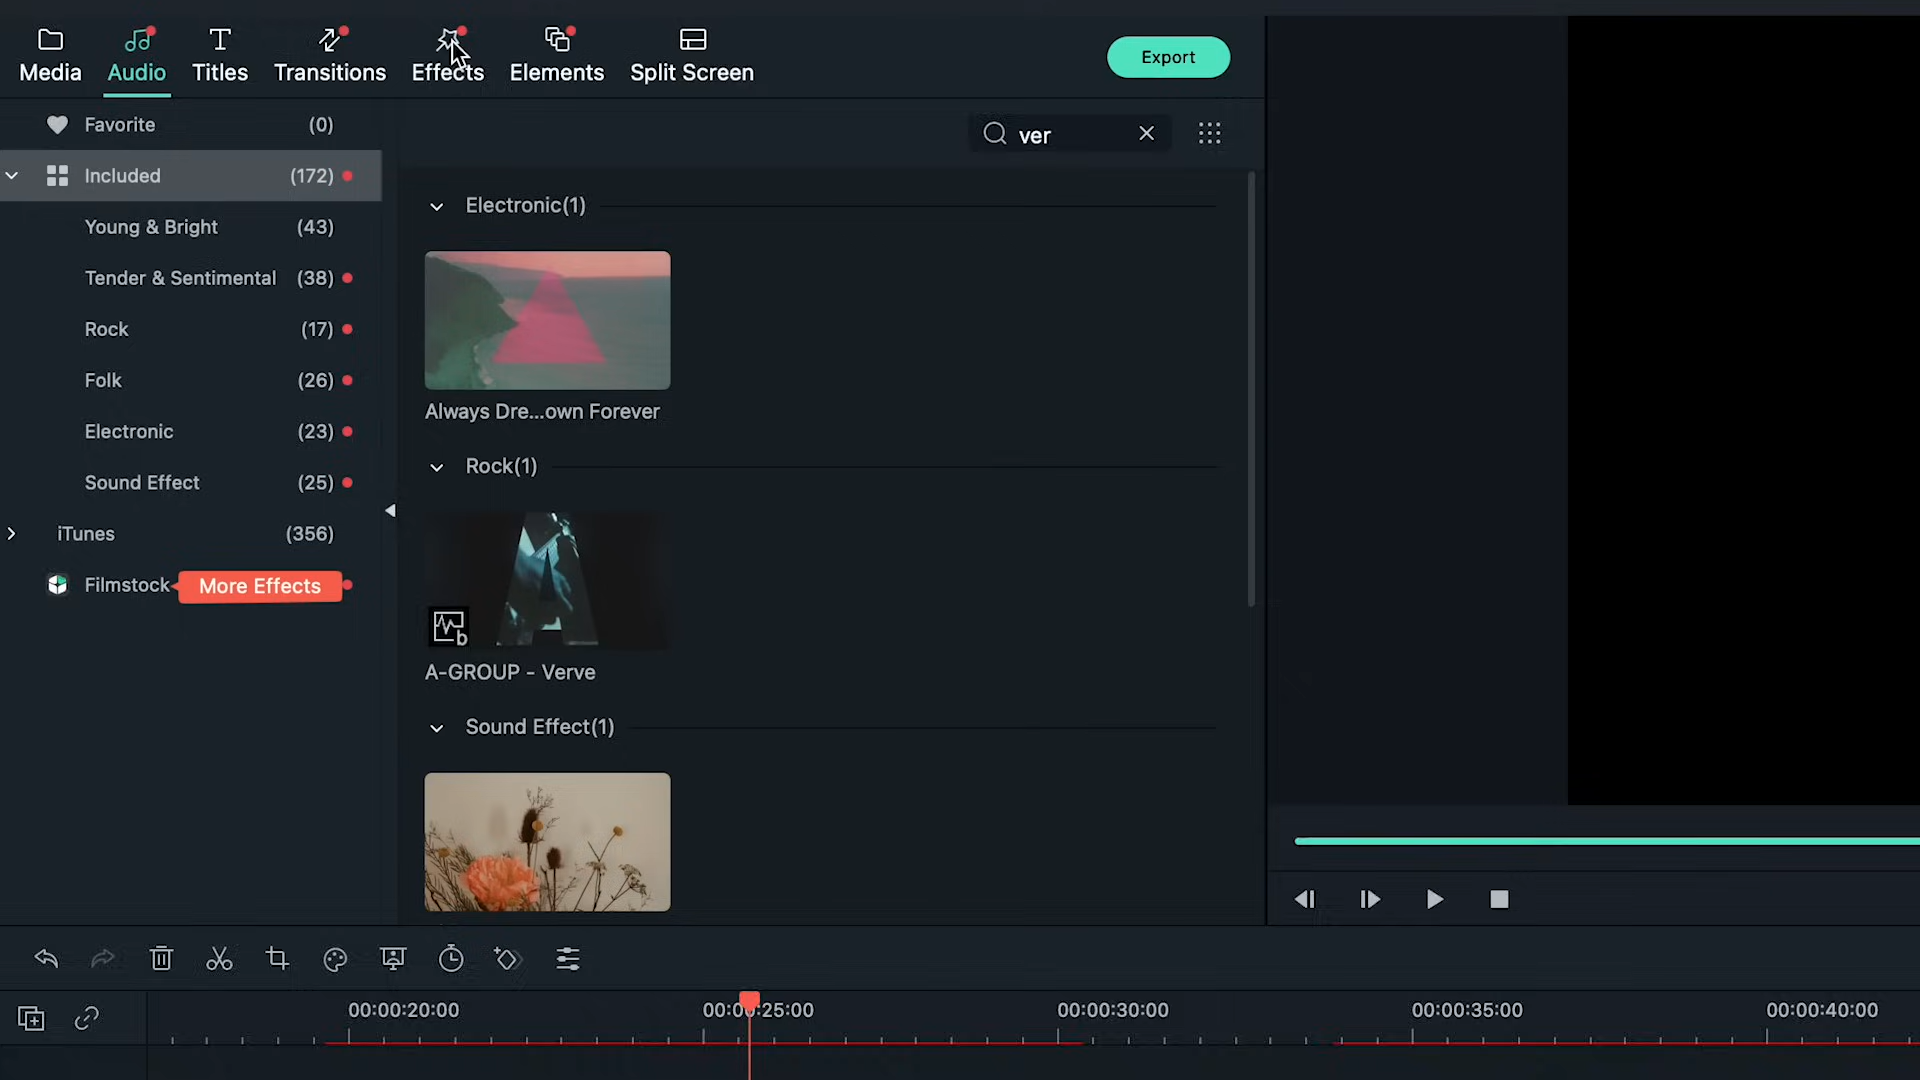 Media
Audio
Titles
Transitions
Effects
Elements
Split Screen
Export
Favorite (0)
Included (172)
Young & Bright (43)
Tender & Sentimental (38)
Rock (17)
Folk (26)
Electronic (23)
Sound Effect (25)
iTunes (356)
Filmstock More Effects
ver
Electronic(1)
Always Dre...own Forever
Rock(1)
A
b
A-GROUP - Verve
Sound Effect(1)
00:00:20:00
00:00:25:00
00:00:30:00
00:00:35:00
00:00:40:00